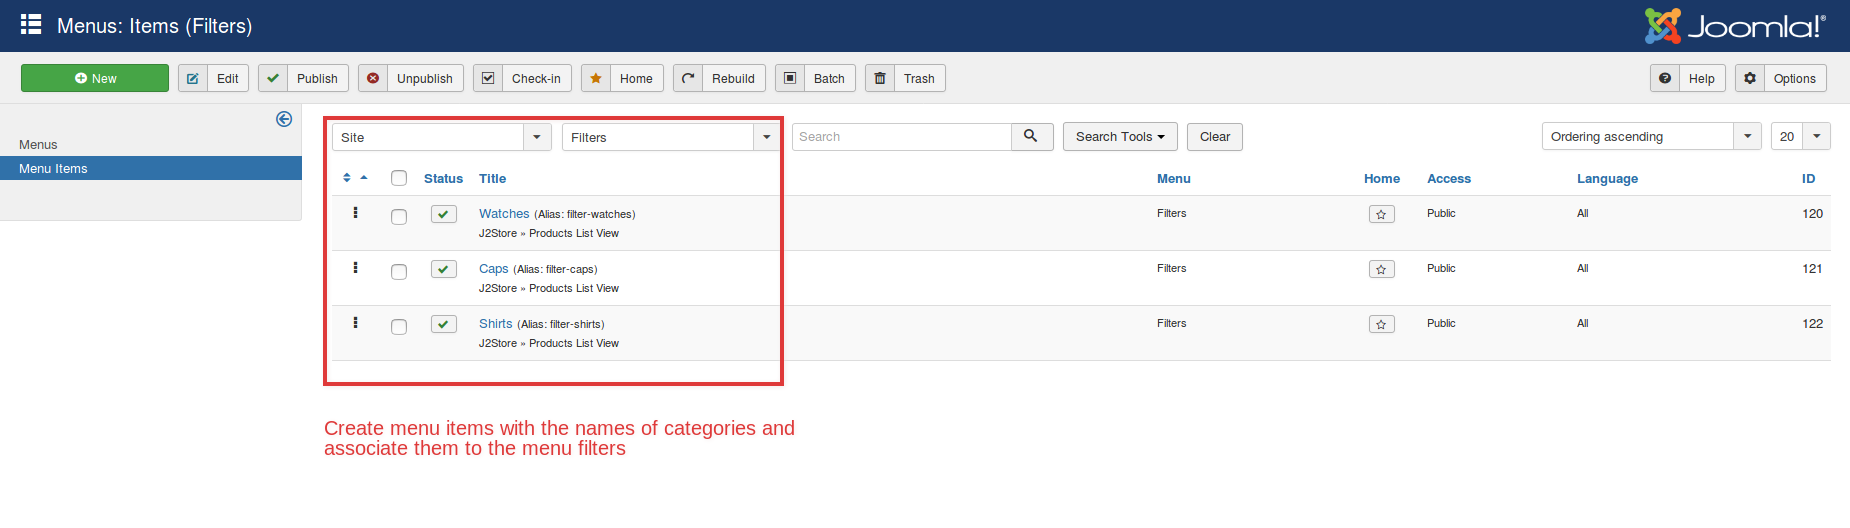 Menus: Items (Filters)
Joomla!®
New
Edit
Publish
Unpublish
Check-in
Home
Rebuild
Batch
Trash
Help
Options
Menus
Menu Items
Site
Filters
Search
Search Tools
Clear
Ordering ascending
20
Status Title Menu Home Access Language ID
Watches (Alias: filter-watches) Filters Public All 120
J2Store » Products List View
Caps (Alias: filter-caps) Filters Public All 121
J2Store » Products List View
Shirts (Alias: filter-shirts) Filters Public All 122
J2Store » Products List View
Create menu items with the names of categories and
associate them to the menu filters